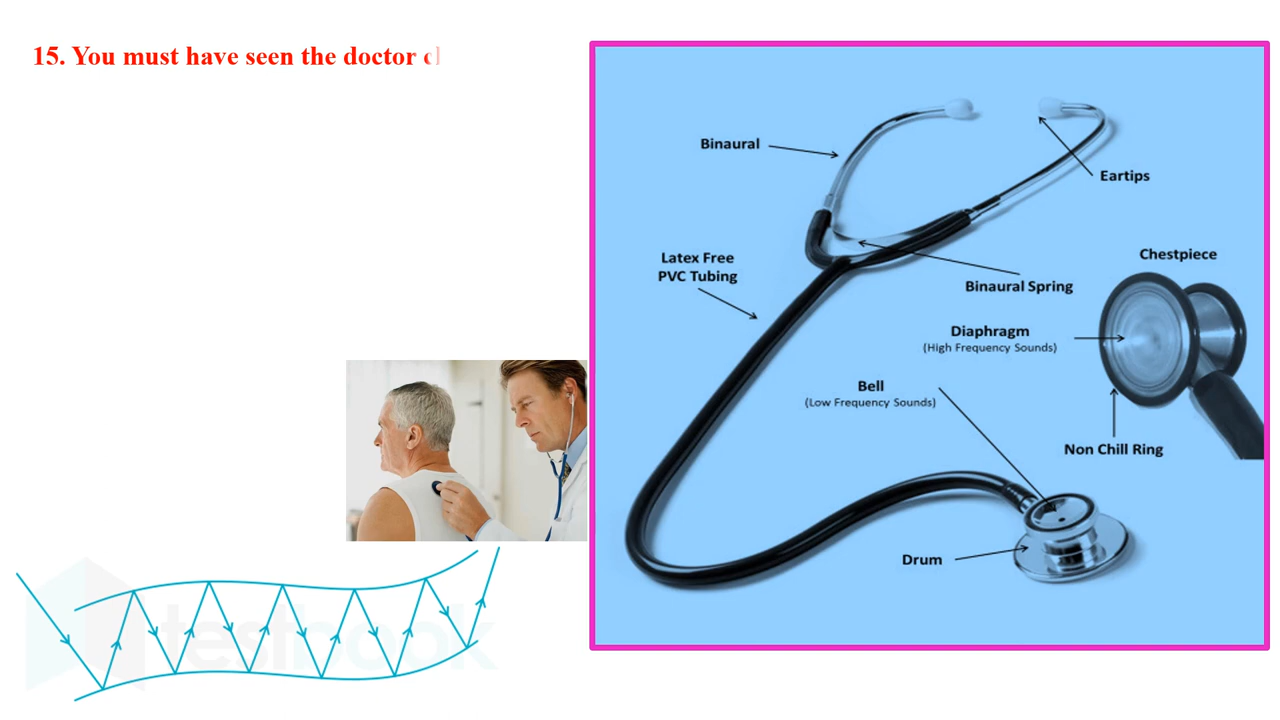 15. You must have seen the doctor
Binaural
Eartips
Latex Free
PVC Tubing
Binaural Spring
Chestpiece
Diaphragm
(High Frequency Sounds)
Bell
(Low Frequency Sounds)
Non Chill Ring
Drum
testbook